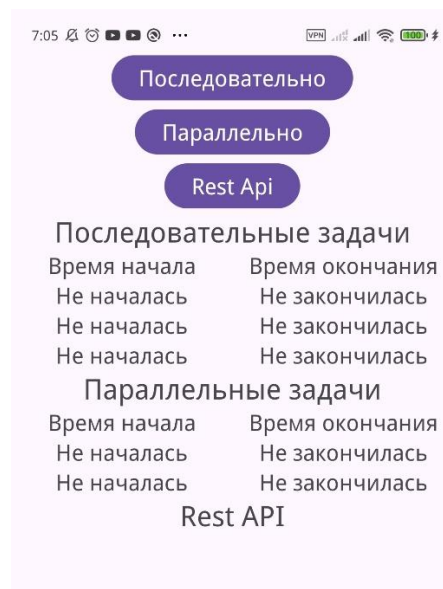 7:05
VPN 100
Последовательно
Параллельно
Rest Api
Последовательные задачи
Время начала Время окончания
Не началась Не закончилась
Не началась Не закончилась
Не началась Не закончилась
Параллельные задачи
Время начала Время окончания
Не началась Не закончилась
Не началась Не закончилась
Rest API